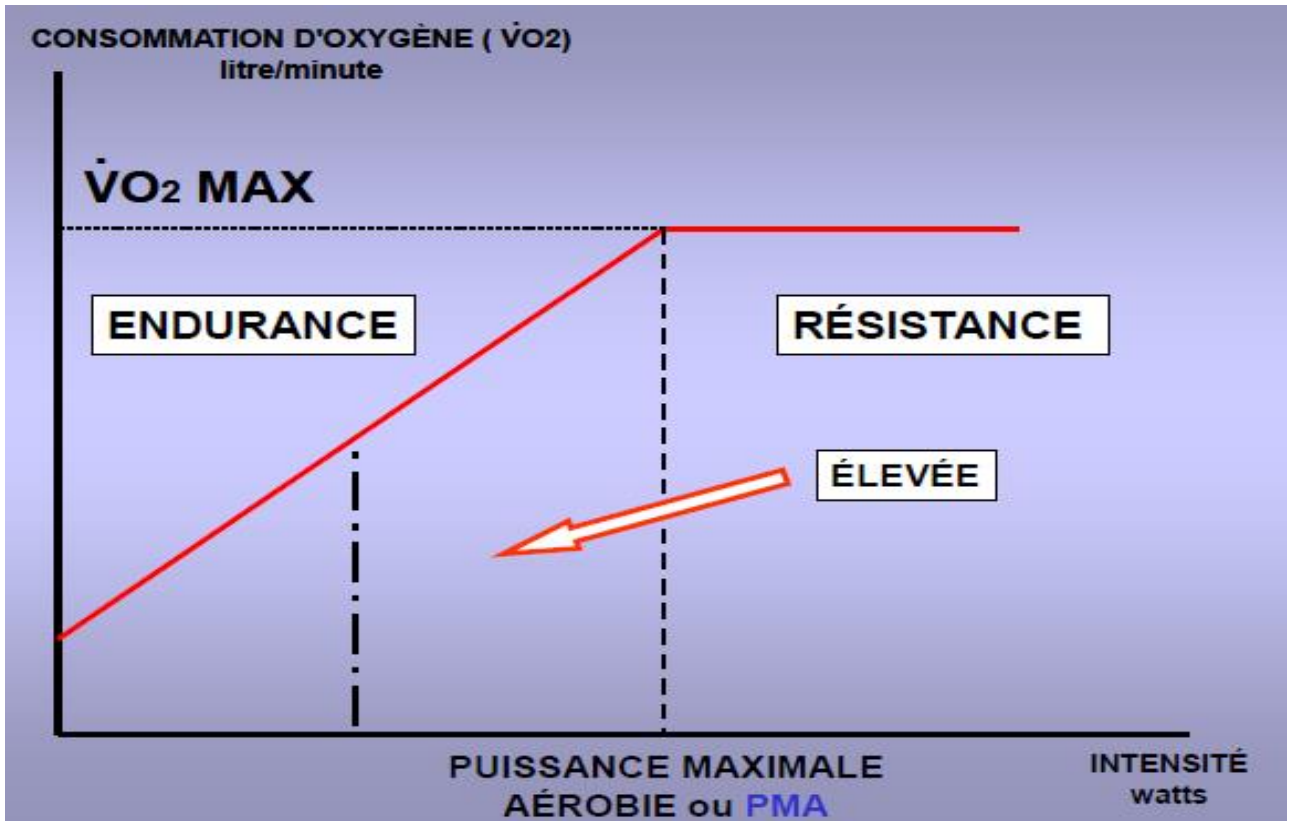 CONSOMMATION D'OXYGÈNE ( V̇O2)
litre/minute
V̇O2 MAX
ENDURANCE
RÉSISTANCE
ÉLEVÉE
PUISSANCE MAXIMALE
AÉROBIE ou PMA
INTENSITÉ
watts